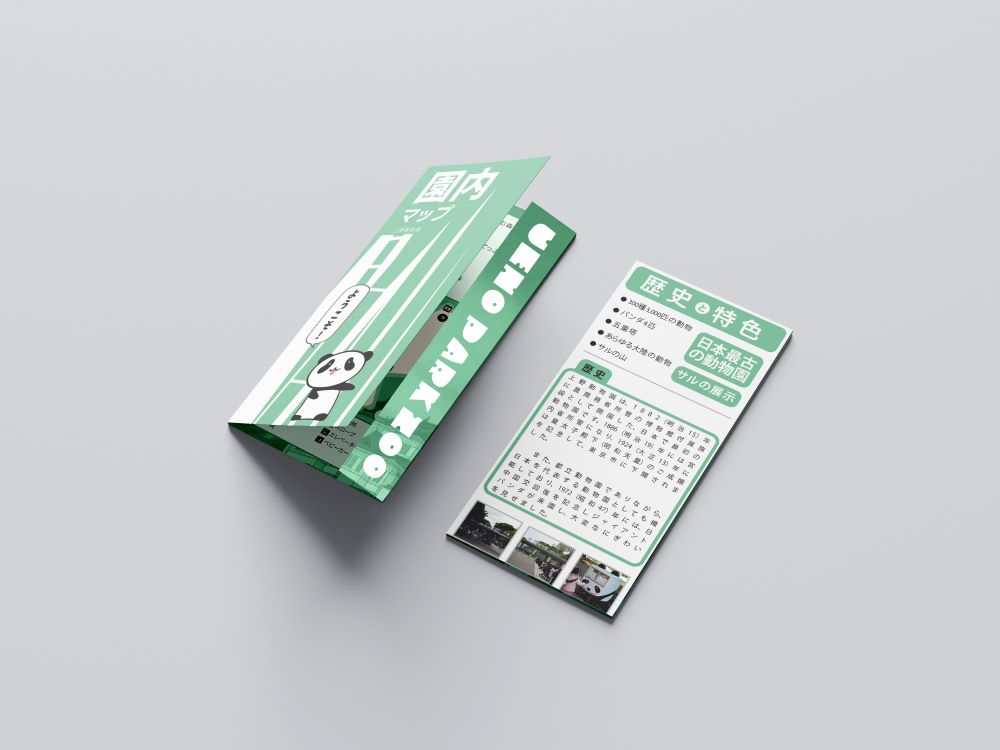 園内
マップ
ようこそ!
UENO PARK ZOO
エレベータ
ベビーカー
歴史と特色
300種3,000匹の動物
パンダ4匹
五重塔
あらゆる大陸の動物
サルの山
日本最古
の動物園
サルの展示
歴史
上野動物園は、1882(明治15)年
に農商務省所管の博物館付属施
設として開園した、日本で最初の
動物園です。1886(明治19)年には宮
内省所管になり、1924(大正13)年に
は皇太子殿下(昭和天皇)のご成婚
を記念して、東京市に下賜されま
した。
また、都立動物園でありながら、
日本を代表する動物園としても機
能しており、1972(昭和47)年には、日
中国交回復を記念しジャイアント
パンダが来園し、大変なにぎわい
を見せました。